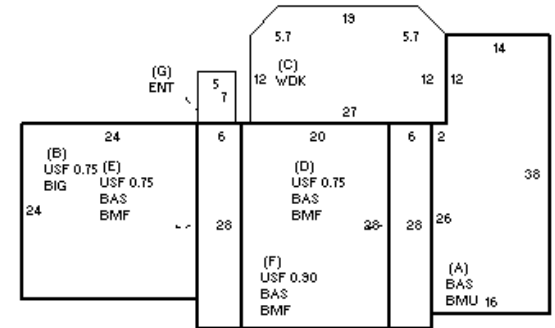 19
5.7 5.7
14
(G)
ENT
(C)
WDK
5
7
12 12 12
27
24 6 20 6 2
(B)
USF 0.75
BIG
(E)
USF 0.75
BAS
BMF
(D)
USF 0.75
BAS
BMF
38
24
28 28 28 26
(F)
USF 0.90
BAS
BMF
(A)
BAS
BMU 16